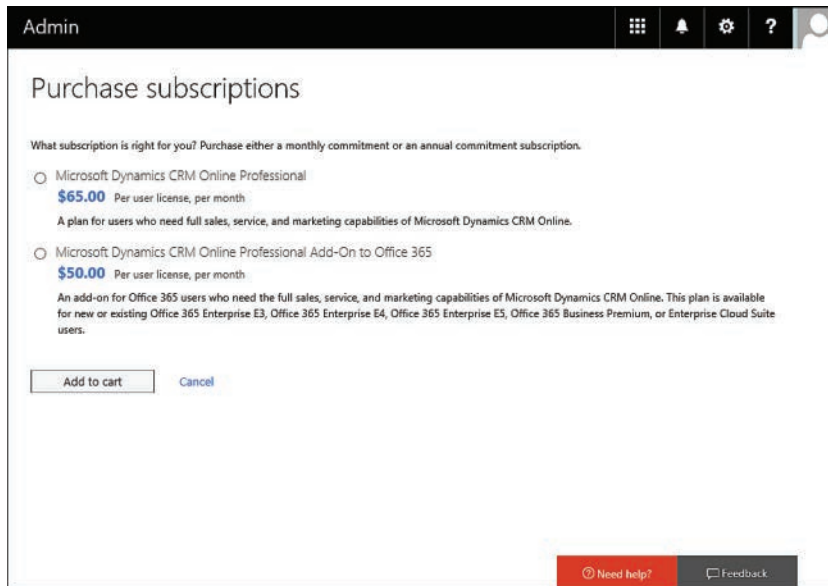 Admin
?
Purchase subscriptions
What subscription is right for you? Purchase either a monthly commitment or an annual commitment subscription.
Microsoft Dynamics CRM Online Professional
$65.00 Per user license, per month
A plan for users who need full sales, service, and marketing capabilities of Microsoft Dynamics CRM Online.
Microsoft Dynamics CRM Online Professional Add-On to Office 365
$50.00 Per user license, per month
An add-on for Office 365 users who need the full sales, service, and marketing capabilities of Microsoft Dynamics CRM Online. This plan is available
for new or existing Office 365 Enterprise E3, Office 365 Enterprise E4, Office 365 Enterprise E5, Office 365 Business Premium, or Enterprise Cloud Suite
users.
Add to cart Cancel
Need help? Feedback